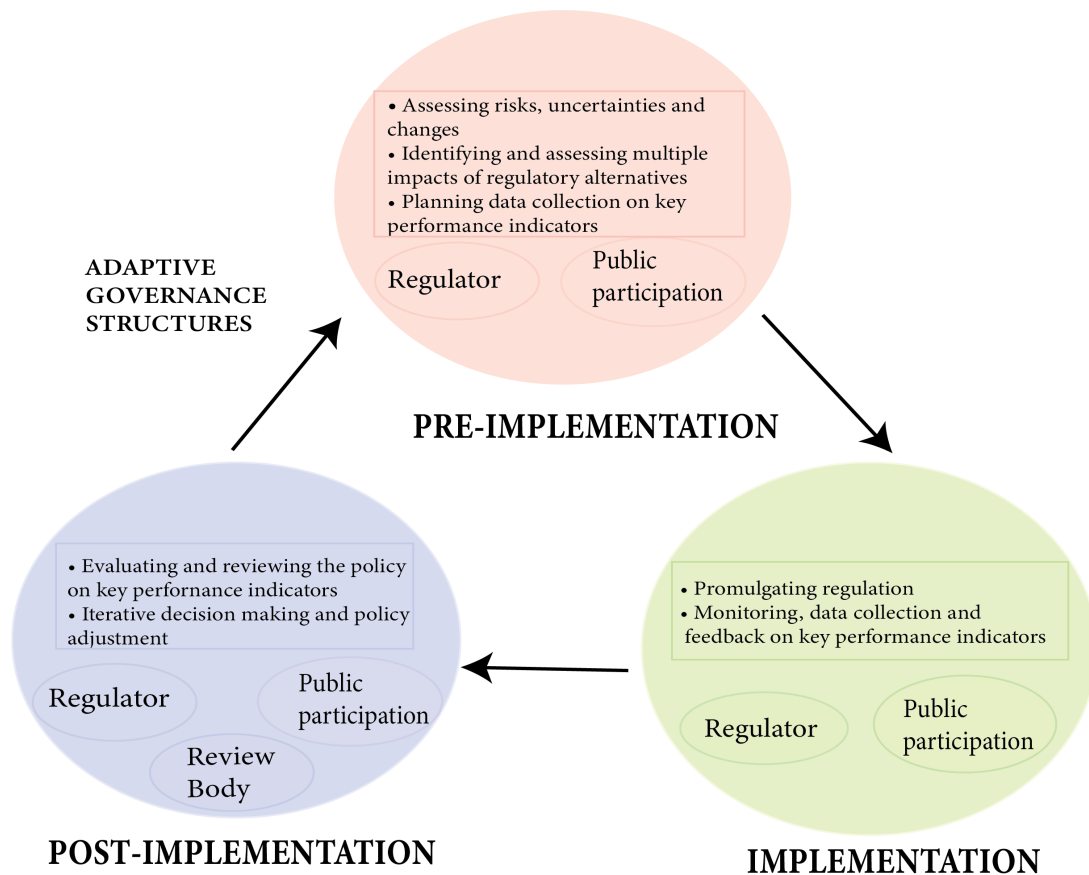 • Assessing risks, uncertainties and
changes
• Identifying and assessing multiple
impacts of regulatory alternatives
• Planning data collection on key
performance indicators
Regulator
Public
participation
ADAPTIVE
GOVERNANCE
STRUCTURES
PRE-IMPLEMENTATION
• Evaluating and reviewing the policy
on key perfornance indicators
• Iterative decision making and policy
adjustment
Regulator
Public
participation
Review
Body
POST-IMPLEMENTATION
• Promulgating regulation
• Monitoring, data collection and
feedback on key performance indicators
Regulator
Public
participation
IMPLEMENTATION